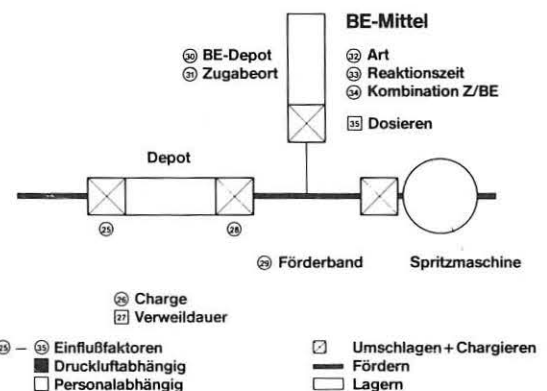 BE-Mittel
30 BE-Depot
31 Zugabeort
32 Art
33 Reaktionszeit
34 Kombination Z/BE
35 Dosieren
Depot
25
28
29 Förderband
Spritzmaschine
26 Charge
27 Verweildauer
25 – 35 Einflußfaktoren
Druckluftabhängig
Personalabhängig
Umschlagen + Chargieren
Fördern
Lagern